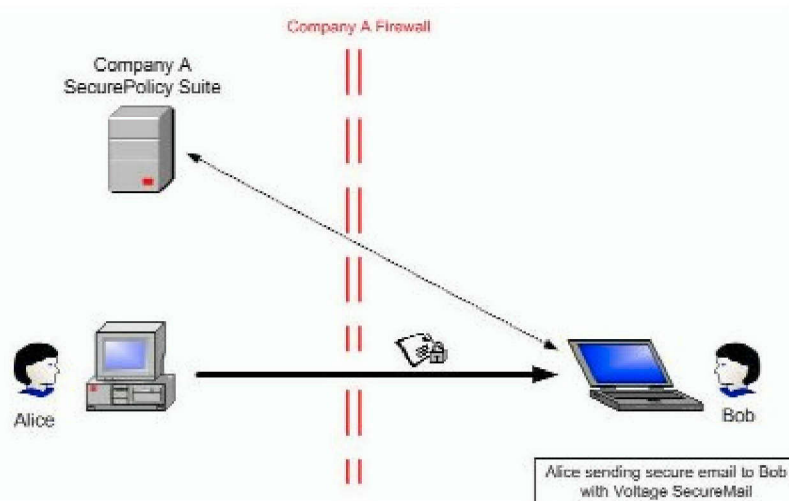 Company A Firewall
Company A
SecurePolicy Suite
Alice
Bob
Alice sending secure email to Bob
with Voltage SecureMail